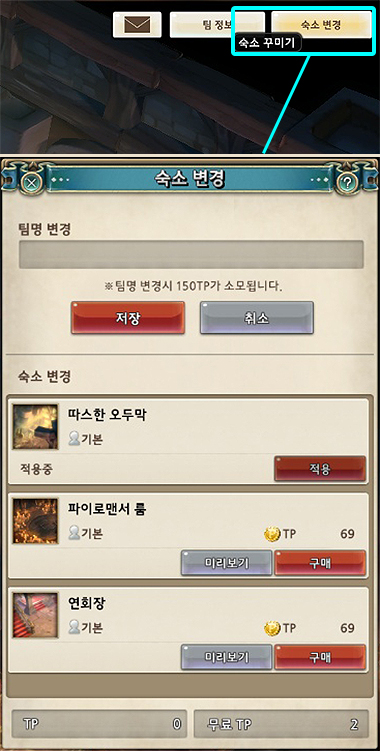 팀 정보
숙소 변경
숙소 꾸미기
숙소 변경
?
팀명 변경
※팀명 변경시 150TP가 소모됩니다.
저장
취소
숙소 변경
따스한 오두막
기본
적용중
적용
파이로맨서 룸
기본
TP 69
미리보기
구매
연회장
기본
TP 69
미리보기
구매
TP 0
무료 TP 2